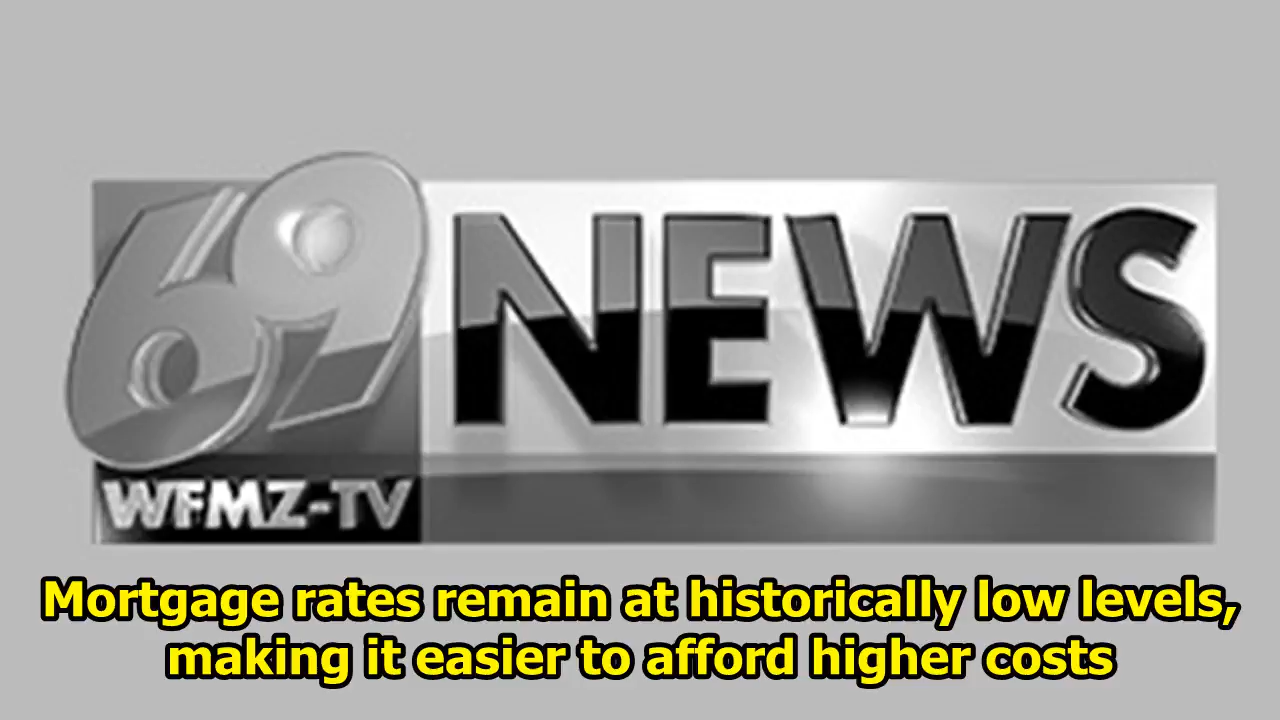 69 NEWS
WFMZ-TV
Mortgage rates remain at historically low levels,
making it easier to afford higher costs